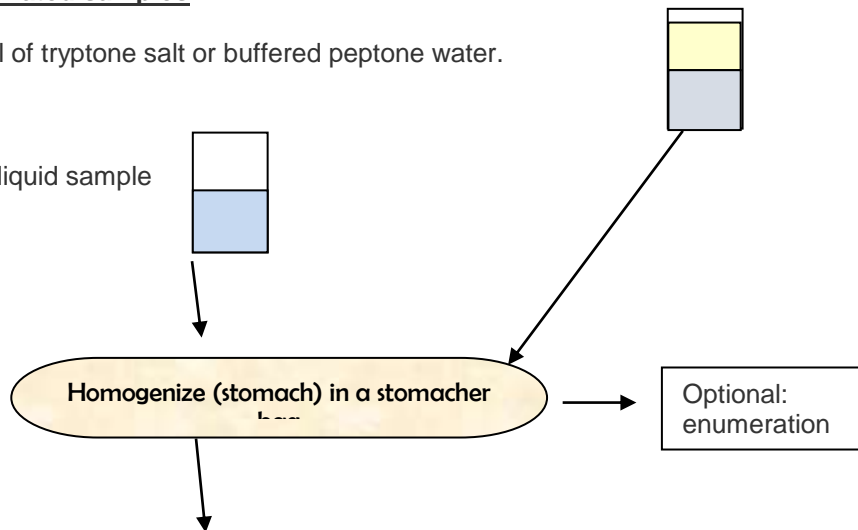 l of tryptone salt or buffered peptone water.
liquid sample
Homogenize (stomach) in a stomacher
Optional:
enumeration